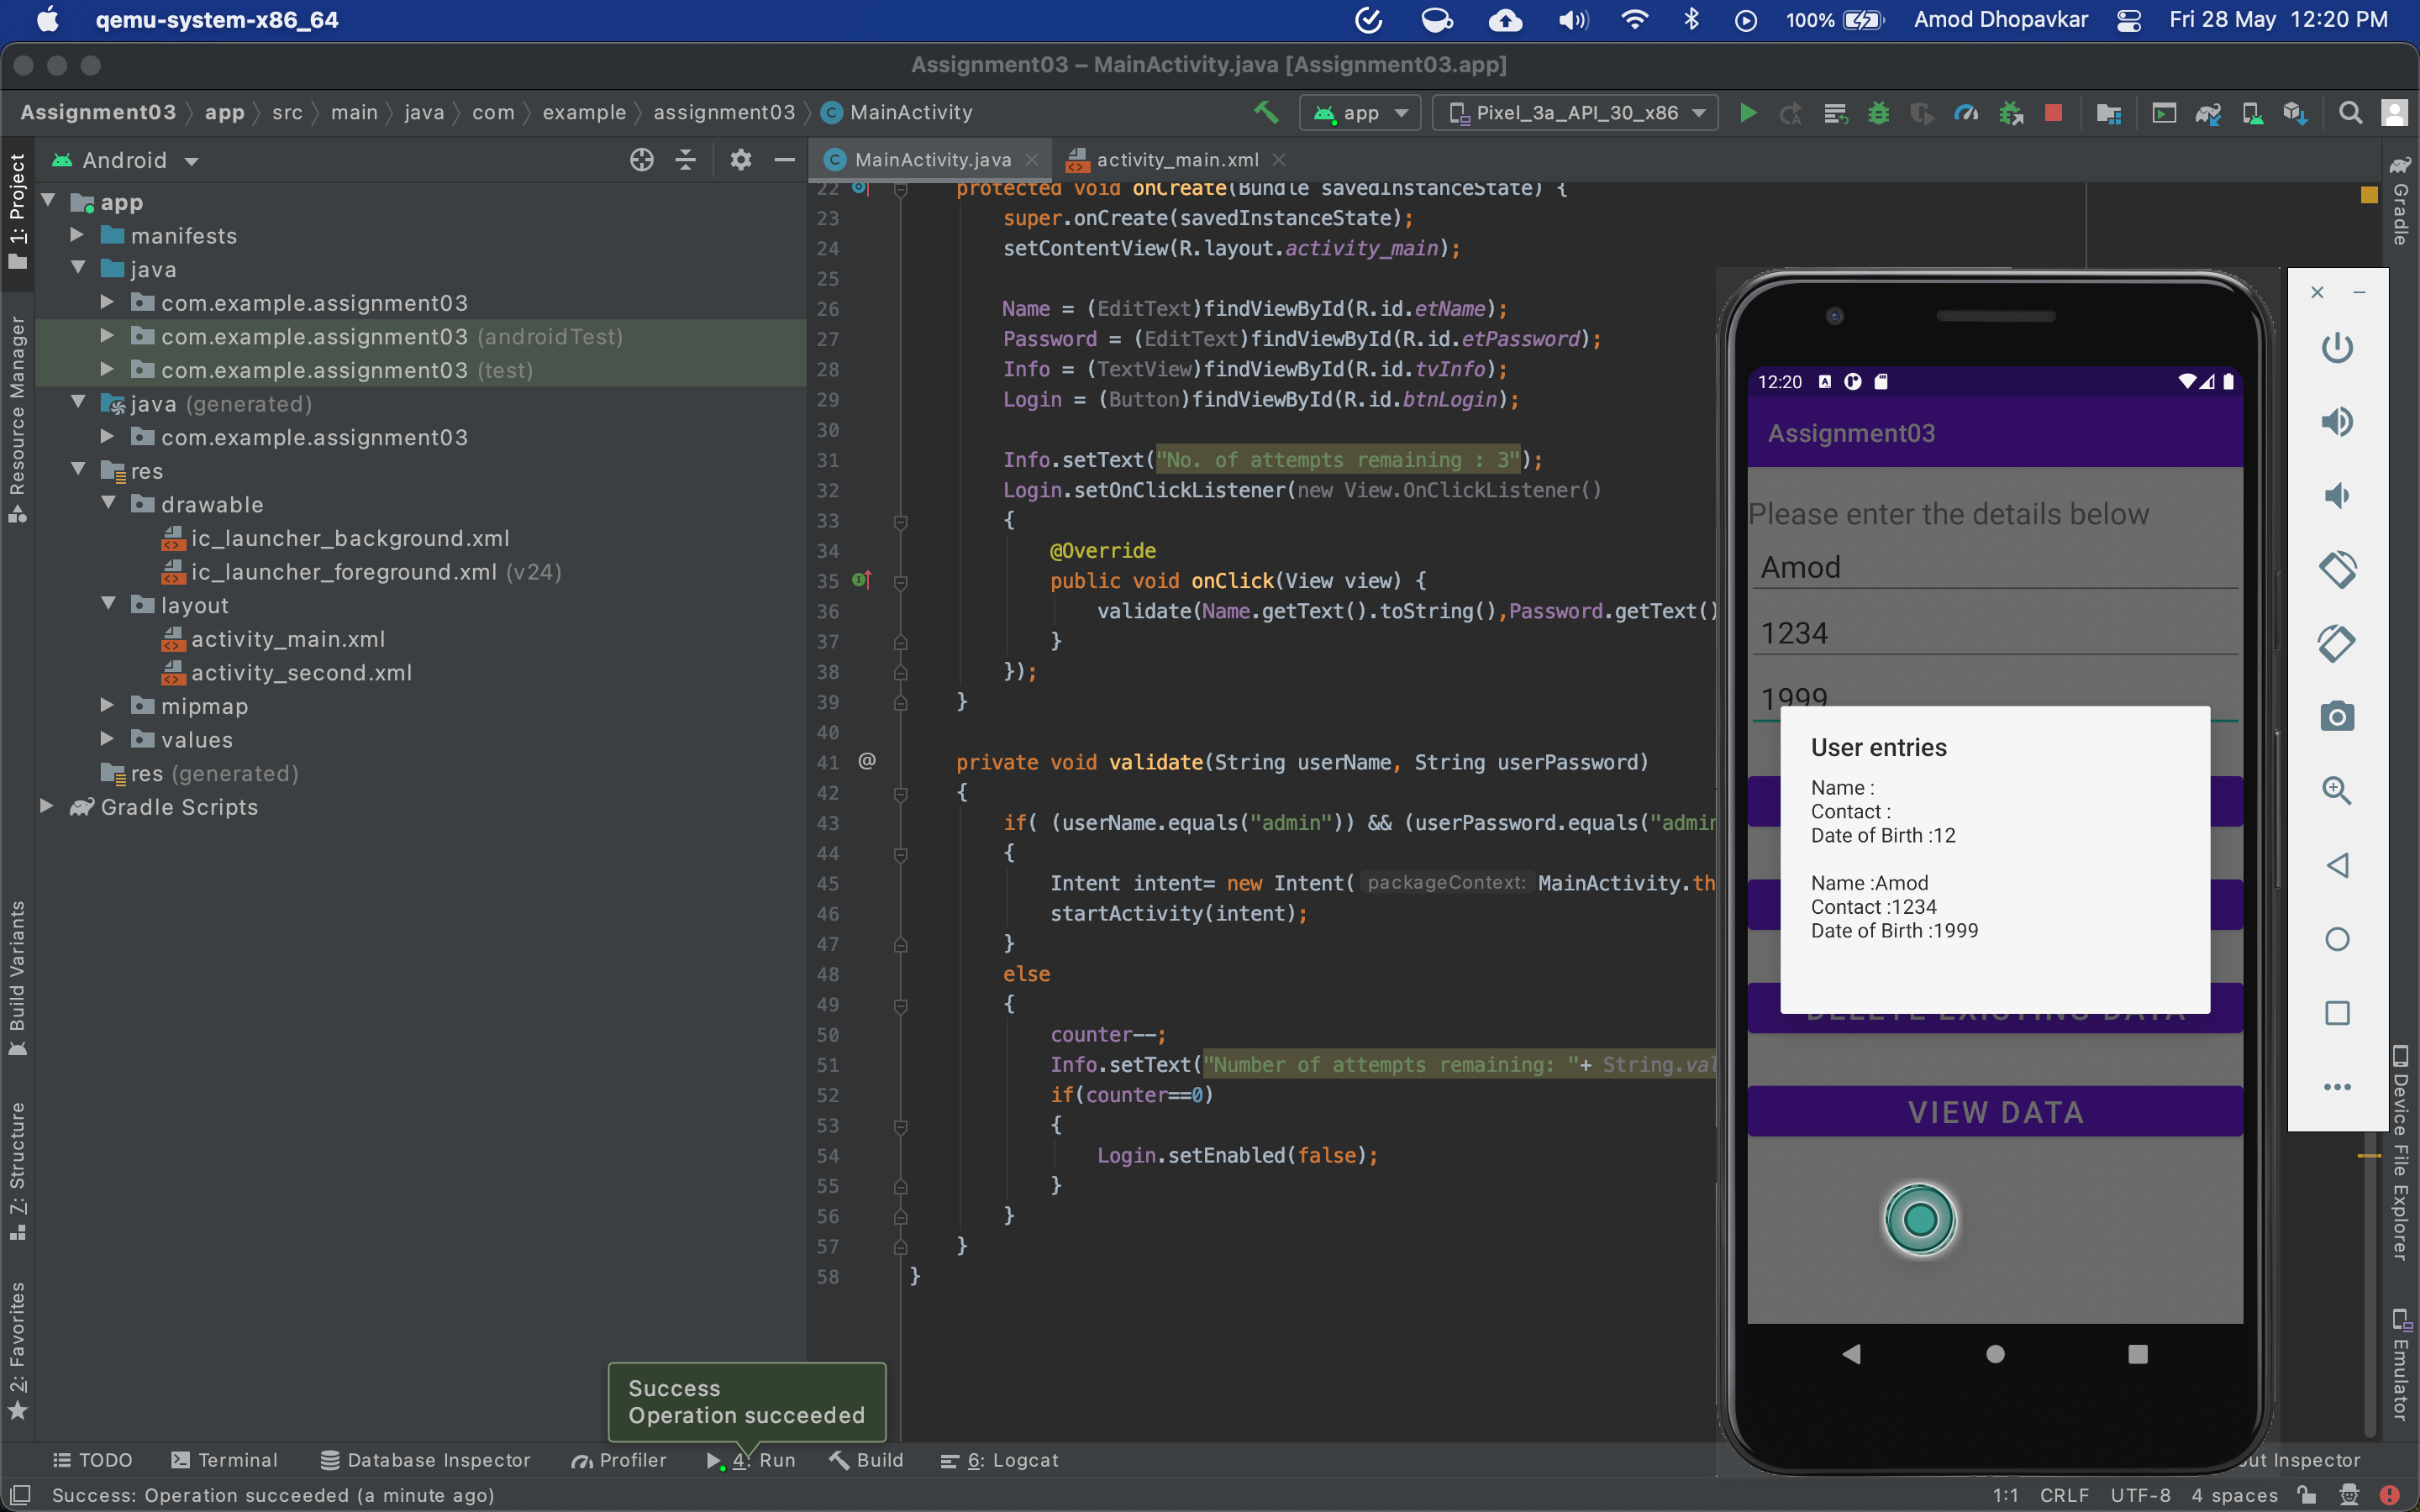 qemu-system-x86_64
100%
Amod Dhopavkar
Fri 28 May 12:20 PM
Assignment03 – MainActivity.java [Assignment03.app]
Assignment03 app src main java com example assignment03 MainActivity
app
Pixel_3a_API_30_x86
1: Project
Resource Manager
Build Variants
7: Structure
2: Favorites
Android
app
manifests
java
com.example.assignment03
com.example.assignment03 (androidTest)
com.example.assignment03 (test)
java (generated)
com.example.assignment03
res
drawable
ic_launcher_background.xml
ic_launcher_foreground.xml (v24)
layout
activity_main.xml
activity_second.xml
mipmap
values
res (generated)
Gradle Scripts
MainActivity.java
activity_main.xml
22 protected void onCreate(Bundle savedInstanceState) {
23 super.onCreate(savedInstanceState);
24 setContentView(R.layout.activity_main);
25
26 Name = (EditText)findViewById(R.id.etName);
27 Password = (EditText)findViewById(R.id.etPassword);
28 Info = (TextView)findViewById(R.id.tvInfo);
29 Login = (Button)findViewById(R.id.btnLogin);
30
31 Info.setText("No. of attempts remaining : 3");
32 Login.setOnClickListener(new View.OnClickListener()
33 {
34 @Override
35 public void onClick(View view) {
36 validate(Name.getText().toString(),Password.getText()
37 }
38 });
39 }
40
41 @ private void validate(String userName, String userPassword)
42 {
43 if( (userName.equals("admin")) && (userPassword.equals("admin
44 {
45 Intent intent= new Intent( packageContext: MainActivity.th
46 startActivity(intent);
47 }
48 else
49 {
50 counter--;
51 Info.setText("Number of attempts remaining: "+ String.val
52 if(counter==0)
53 {
54 Login.setEnabled(false);
55 }
56 }
57 }
58 }
12:20
Assignment03
Please enter the details below
Amod
1234
1999
User entries
Name :
Contact :
Date of Birth :12
Name :Amod
Contact :1234
Date of Birth :1999
DELETE EXISTING DATA
VIEW DATA
Gradle
Device File Explorer
Emulator
Success
Operation succeeded
TODO
Terminal
Database Inspector
Profiler
4: Run
Build
6: Logcat
out Inspector
Success: Operation succeeded (a minute ago)
1:1 CRLF UTF-8 4 spaces